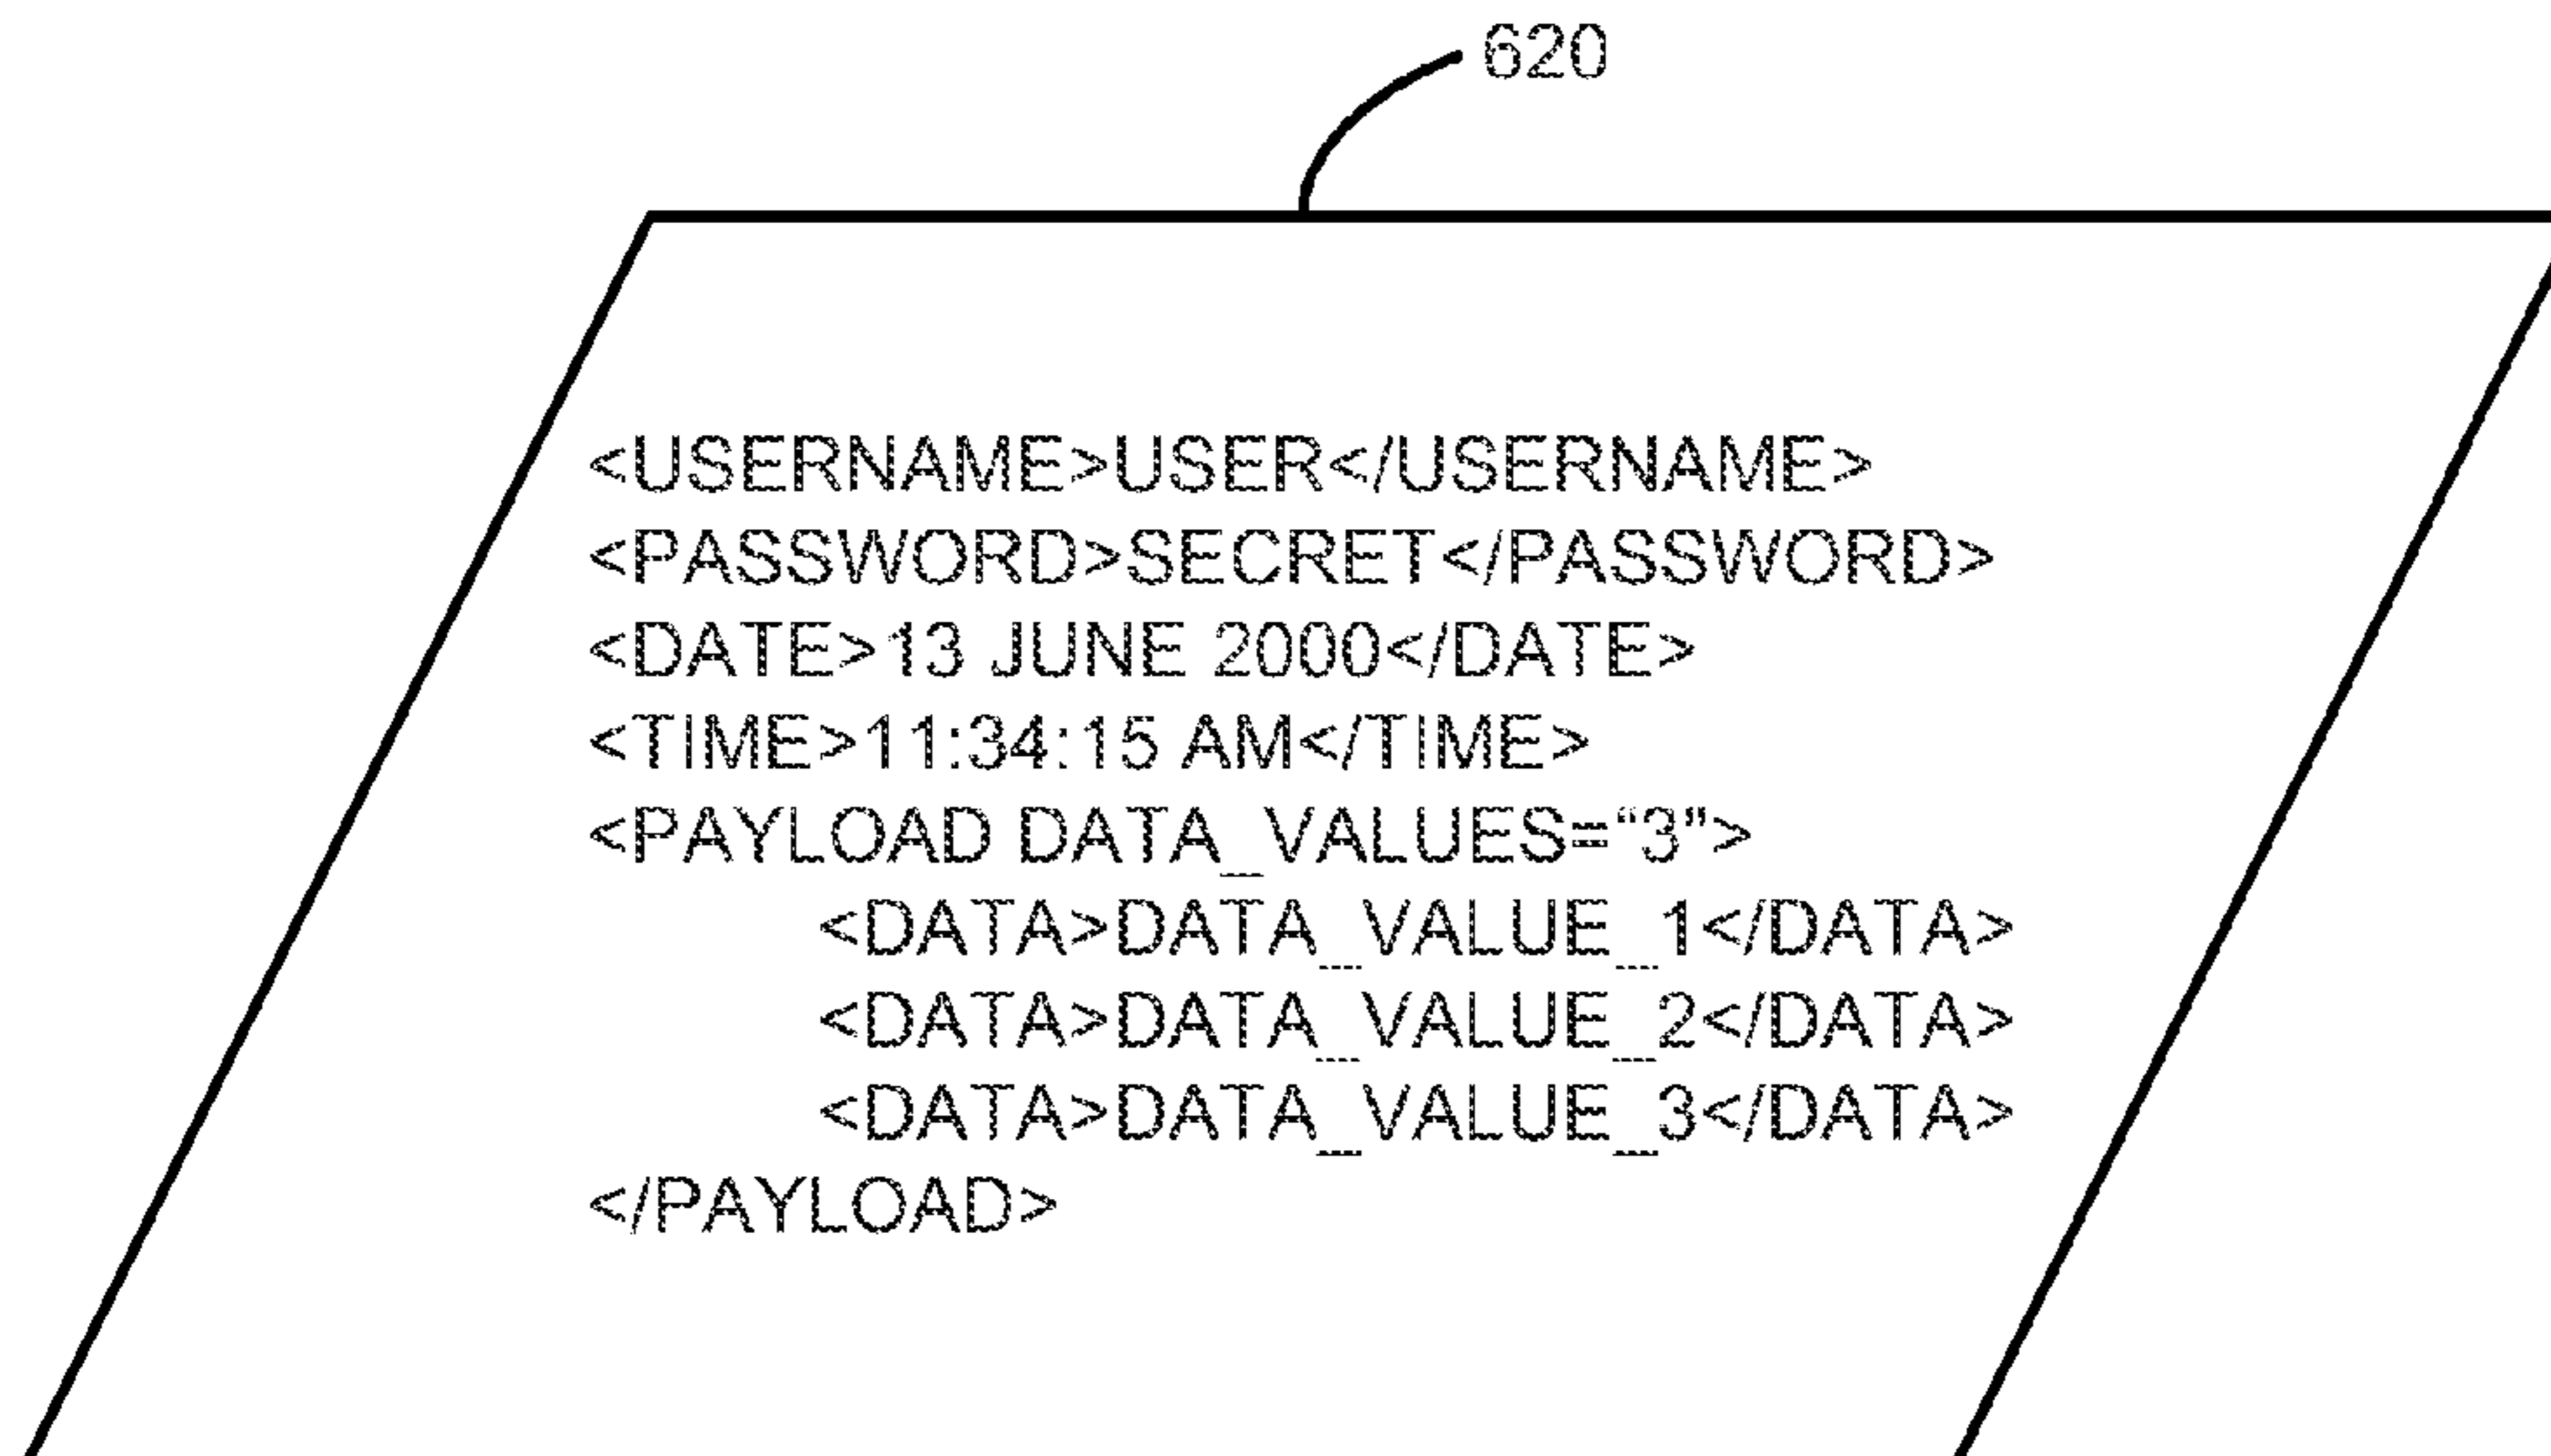 620
<USERNAME>USER</USERNAME>
<PASSWORD>SECRET</PASSWORD>
<DATE>13 JUNE 2000</DATE>
<TIME>11:34:15 AM</TIME>
<PAYLOAD DATA_VALUES=“3”>
<DATA>DATA_VALUE_1</DATA>
<DATA>DATA_VALUE_2</DATA>
<DATA>DATA_VALUE_3</DATA>
</PAYLOAD>